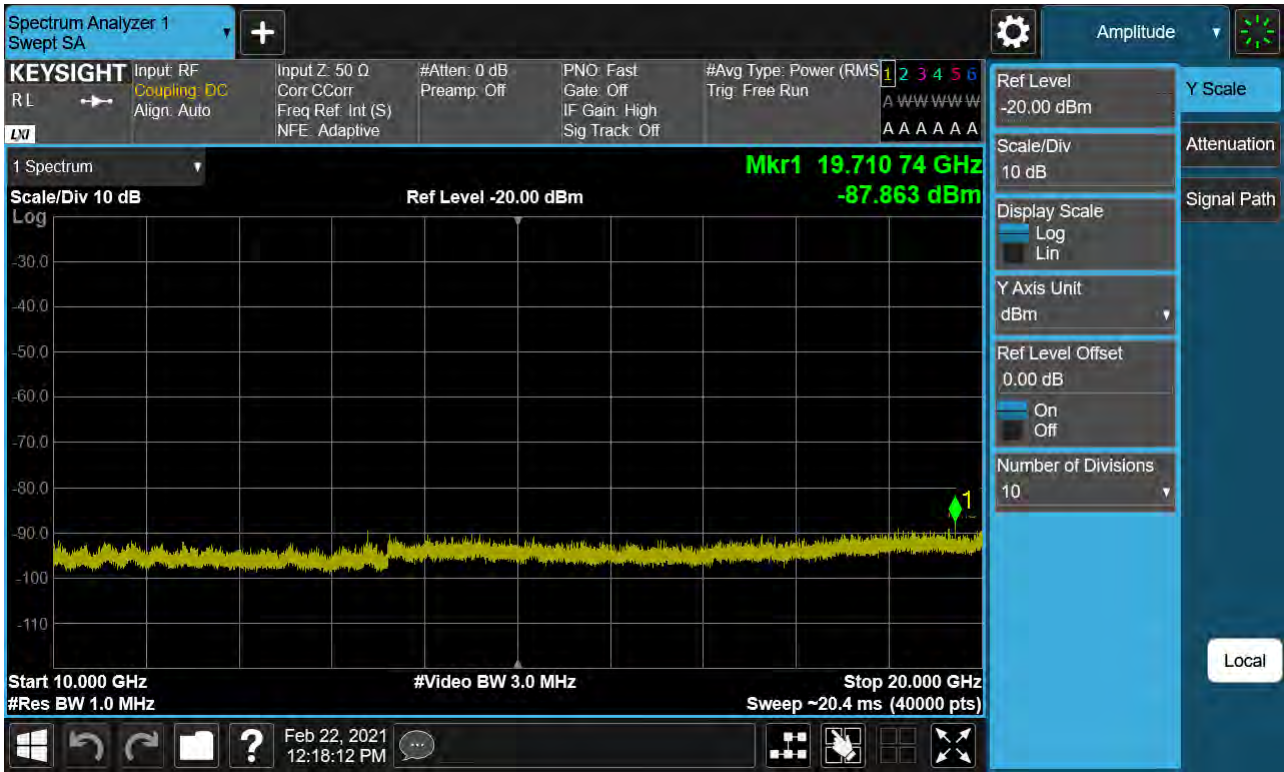 Spectrum Analyzer 1
Swept SA
Amplitude
KEYSIGHT
R L
LXI
Input: RF
Coupling: DC
Align: Auto
Input Z: 50 Ω
Corr CCorr
Freq Ref: Int (S)
NFE: Adaptive
#Atten: 0 dB
Preamp: Off
PNO: Fast
Gate: Off
IF Gain: High
Sig Track: Off
#Avg Type: Power (RMS
Trig: Free Run
1 2 3 4 5 6
A W W W W W
A A A A A A
1 Spectrum
Mkr1 19.710 74 GHz
-87.863 dBm
Scale/Div 10 dB
Ref Level -20.00 dBm
Log
-30.0
-40.0
-50.0
-60.0
-70.0
-80.0
-90.0
-100
-110
1
Start 10.000 GHz
#Video BW 3.0 MHz
Stop 20.000 GHz
#Res BW 1.0 MHz
Sweep ~20.4 ms (40000 pts)
Ref Level
-20.00 dBm
Scale/Div
10 dB
Display Scale
Log
Lin
Y Axis Unit
dBm
Ref Level Offset
0.00 dB
On
Off
Number of Divisions
10
Y Scale
Attenuation
Signal Path
Local
?
Feb 22, 2021
12:18:12 PM